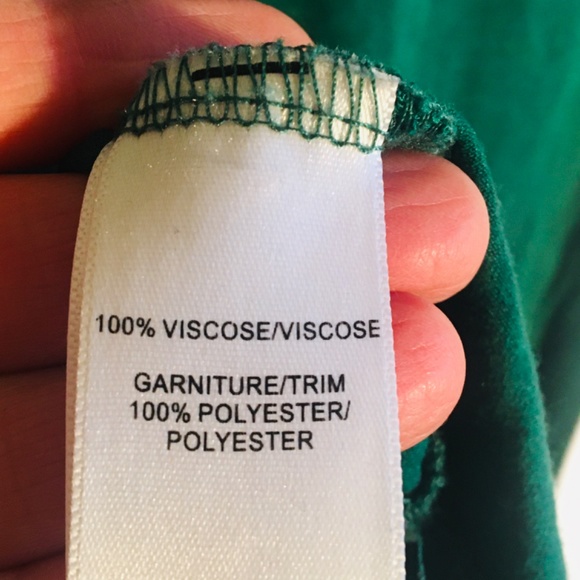 100% VISCOSE/VISCOSE
GARNITURE/TRIM
100% POLYESTER/
POLYESTER